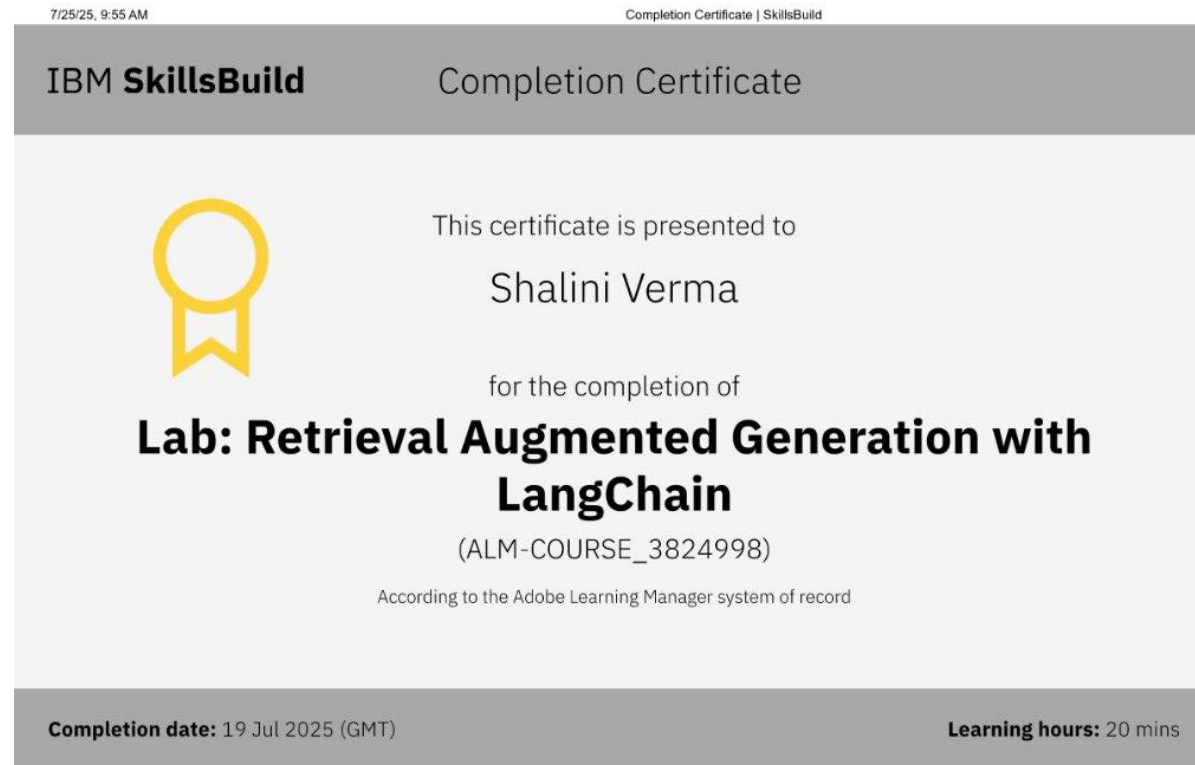 7/25/25, 9:55 AM
Completion Certificate | SkillsBuild
IBM SkillsBuild
Completion Certificate
This certificate is presented to
Shalini Verma
for the completion of
Lab: Retrieval Augmented Generation with
LangChain
(ALM-COURSE_3824998)
According to the Adobe Learning Manager system of record
Completion date: 19 Jul 2025 (GMT)
Learning hours: 20 mins